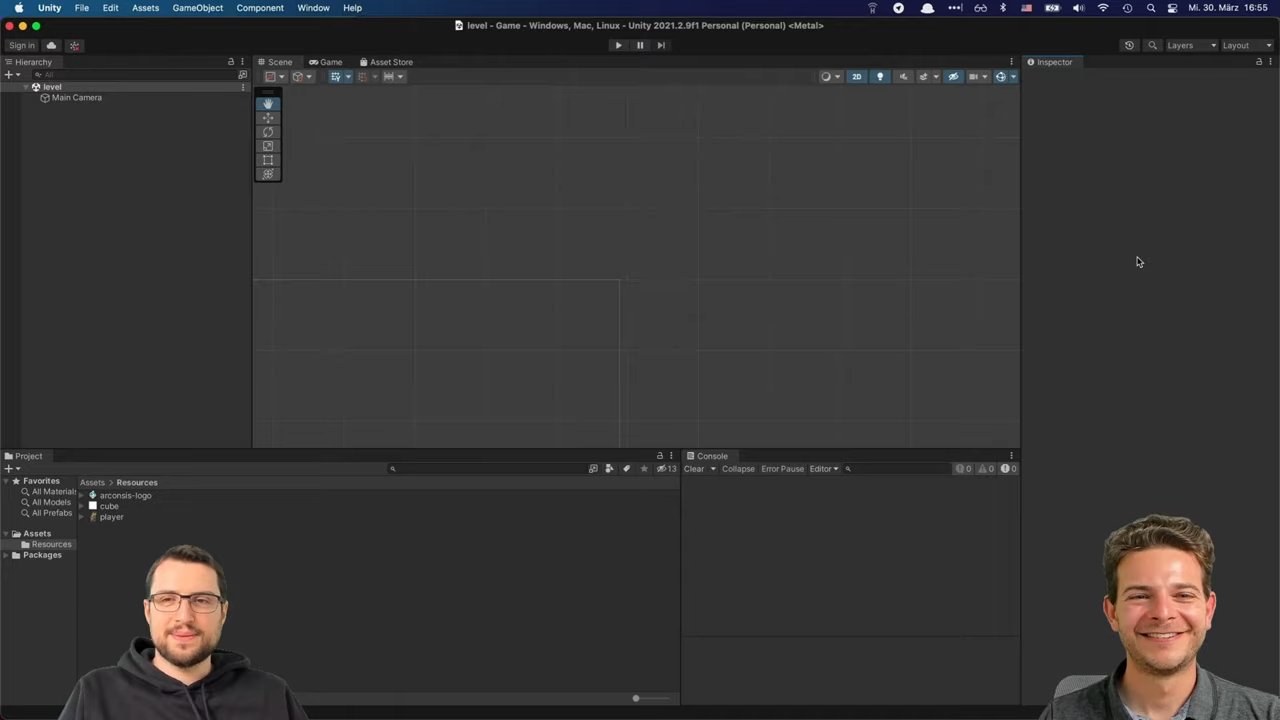 Unity File Edit Assets GameObject Component Window Help Mi. 30. März 16:55
level - Game - Windows, Mac, Linux - Unity 2021.2.9f1 Personal (Personal) <Metal>
Sign in Layers Layout
Hierarchy Scene Game Asset Store Inspector
All 2D
level
Main Camera
Project Console
13 Clear Collapse Error Pause Editor 0 0 0
Favorites Assets > Resources
All Materials arconsis-logo
All Models cube
All Prefabs player
Assets
Resources
Packages